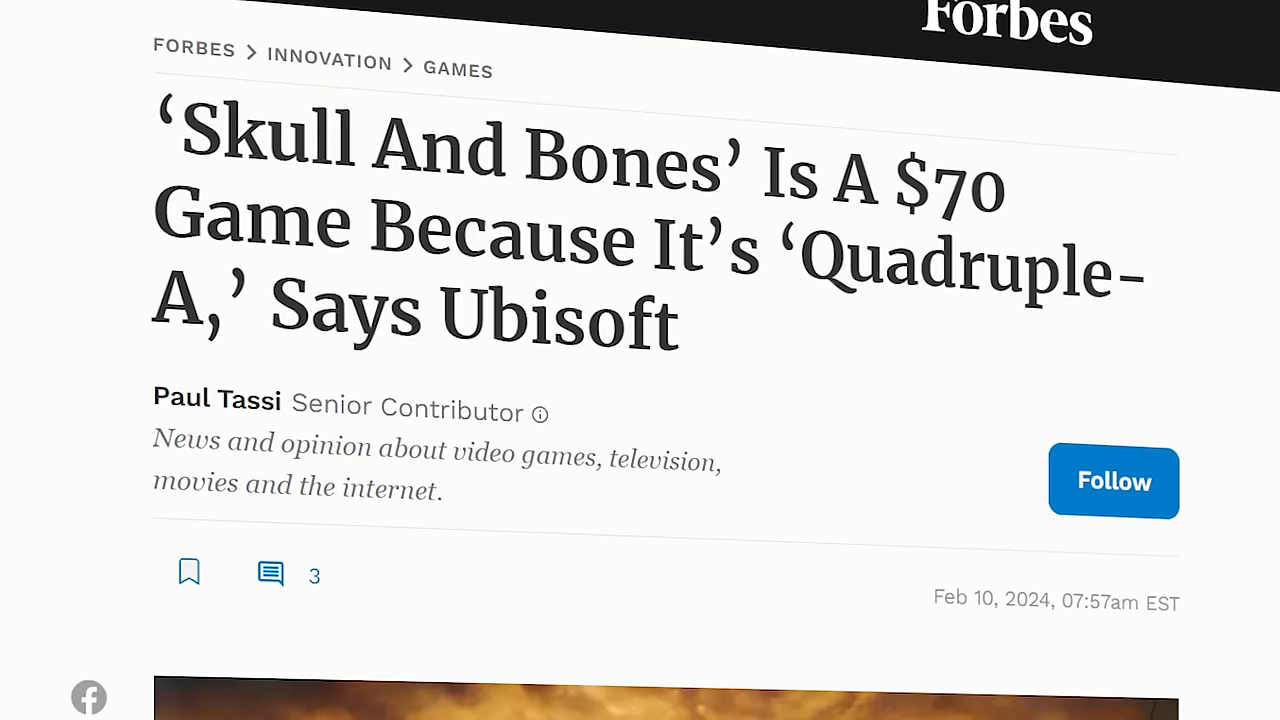 Forbes
FORBES > INNOVATION > GAMES
‘Skull And Bones’ Is A $70
Game Because It’s ‘Quadruple-
A,’ Says Ubisoft
Paul Tassi Senior Contributor
News and opinion about video games, television,
movies and the internet.
Follow
3
Feb 10, 2024, 07:57am EST